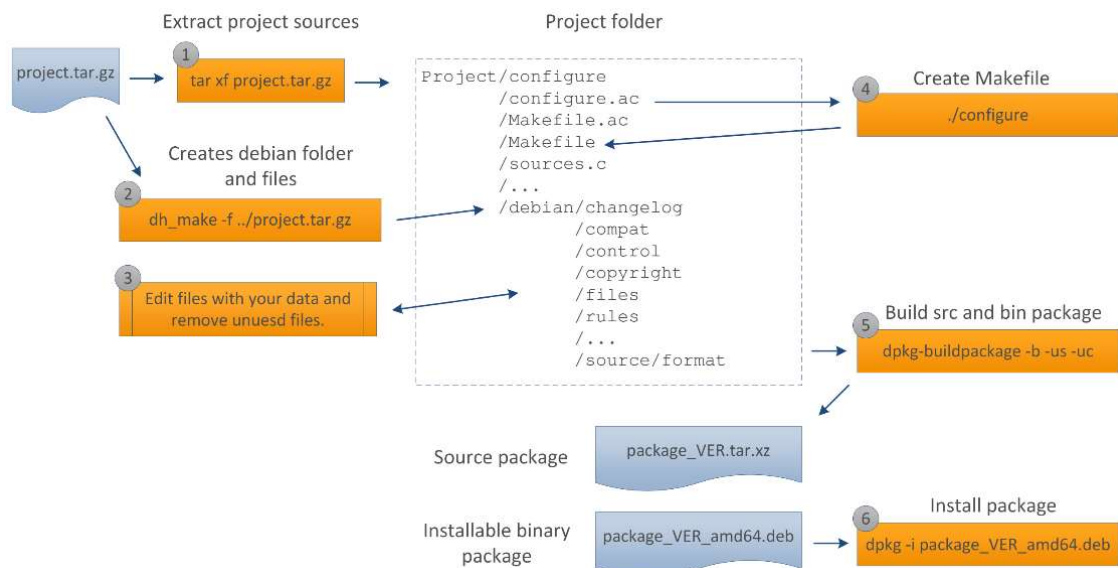 Extract project sources
Project folder
project.tar.gz
1
tar xf project.tar.gz
Project/configure
/configure.ac
/Makefile.ac
/Makefile
/sources.c
/...
/debian/changelog
/compat
/control
/copyright
/files
/rules
/...
/source/format
Create Makefile
4
./configure
Creates debian folder
and files
2
dh_make -f ../project.tar.gz
3
Edit files with your data and
remove unuesd files.
Build src and bin package
5
dpkg-buildpackage -b -us -uc
Source package
package_VER.tar.xz
Installable binary
package
package_VER_amd64.deb
Install package
6
dpkg -i package_VER_amd64.deb